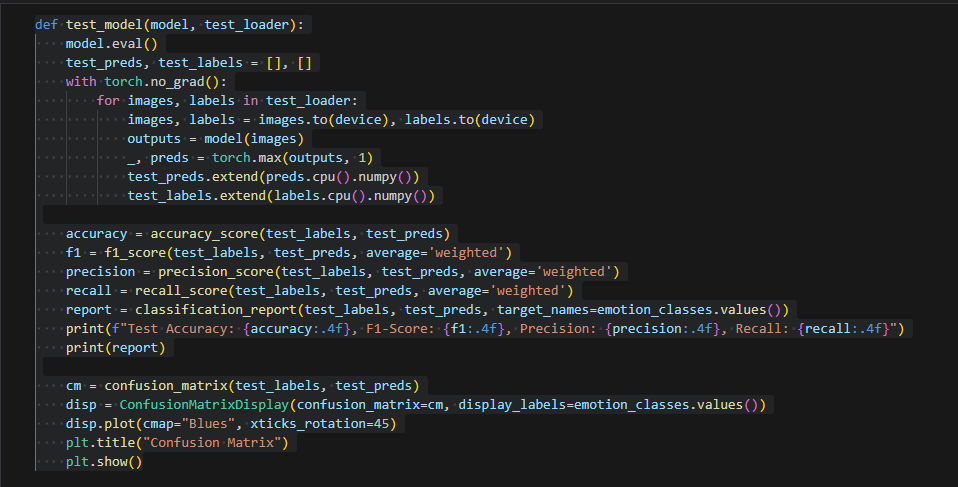 def test_model(model, test_loader):
    model.eval()
    test_preds, test_labels = [], []
    with torch.no_grad():
        for images, labels in test_loader:
            images, labels = images.to(device), labels.to(device)
            outputs = model(images)
            _, preds = torch.max(outputs, 1)
            test_preds.extend(preds.cpu().numpy())
            test_labels.extend(labels.cpu().numpy())

    accuracy = accuracy_score(test_labels, test_preds)
    f1 = f1_score(test_labels, test_preds, average='weighted')
    precision = precision_score(test_labels, test_preds, average='weighted')
    recall = recall_score(test_labels, test_preds, average='weighted')
    report = classification_report(test_labels, test_preds, target_names=emotion_classes.values())
    print(f"Test Accuracy: {accuracy:.4f}, F1-Score: {f1:.4f}, Precision: {precision:.4f}, Recall: {recall:.4f}")
    print(report)

    cm = confusion_matrix(test_labels, test_preds)
    disp = ConfusionMatrixDisplay(confusion_matrix=cm, display_labels=emotion_classes.values())
    disp.plot(cmap="Blues", xticks_rotation=45)
    plt.title("Confusion Matrix")
    plt.show()